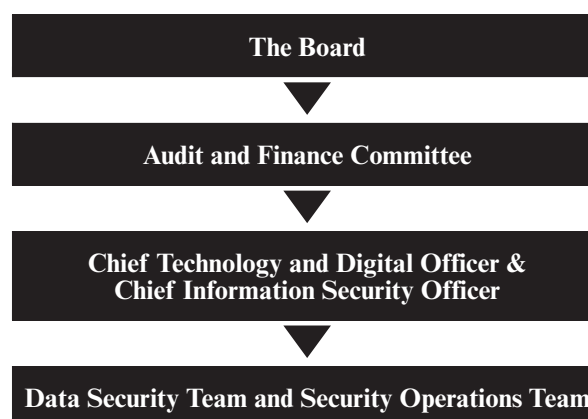 The Board
Audit and Finance Committee
Chief Technology and Digital Officer &
Chief Information Security Officer
Data Security Team and Security Operations Team